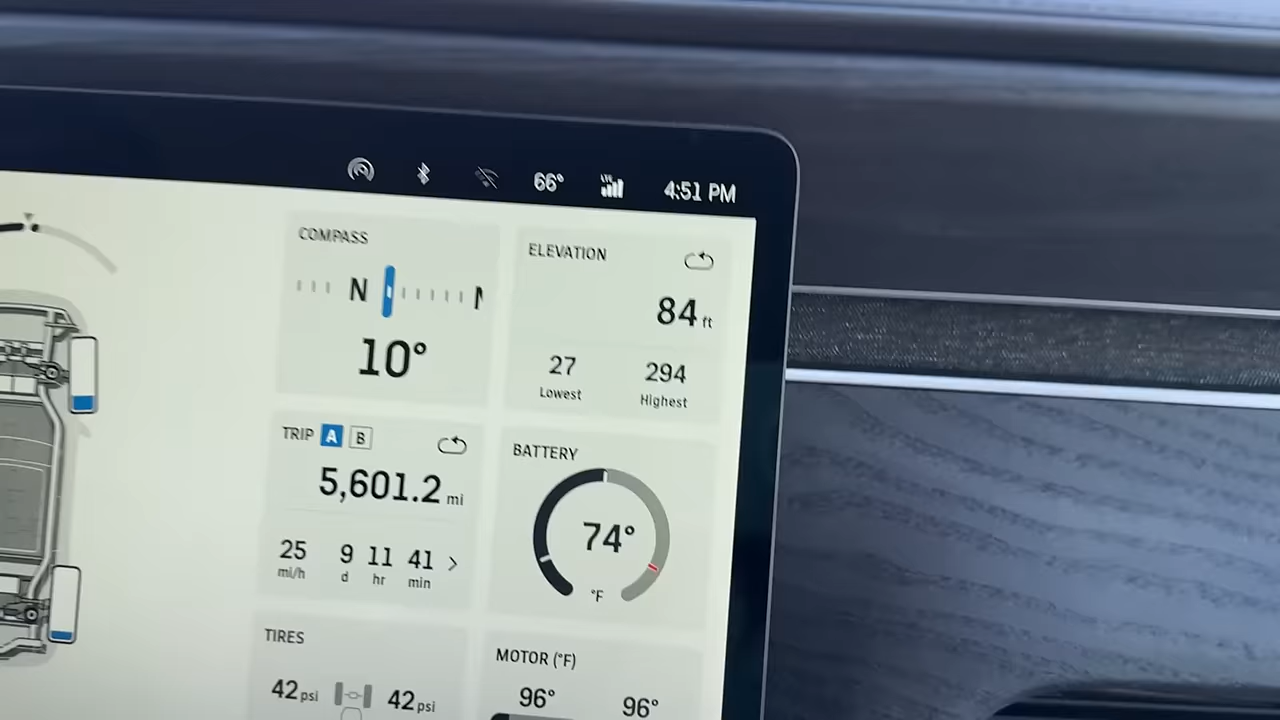 66° LTE 4:51 PM
COMPASS
N
10°
ELEVATION
84 ft
27 294
Lowest Highest
TRIP A B
5,601.2 mi
25 9 11 41
mi/h d hr min
BATTERY
74°
°F
TIRES
42 psi 42 psi
MOTOR (°F)
96° 96°